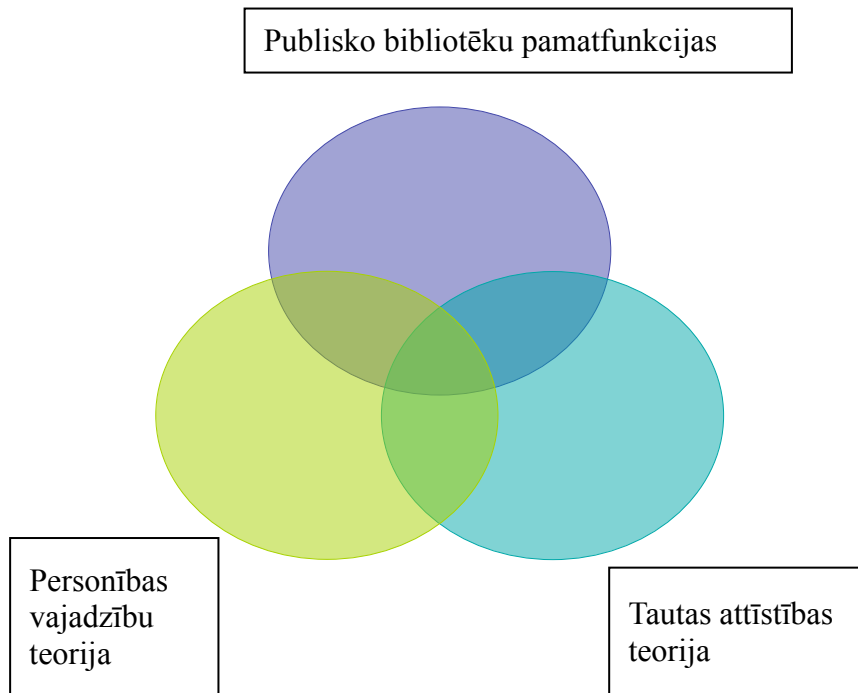 Publisko bibliotēku pamatfunkcijas
Personības
vajadzību
teorija
Tautas attīstības
teorija